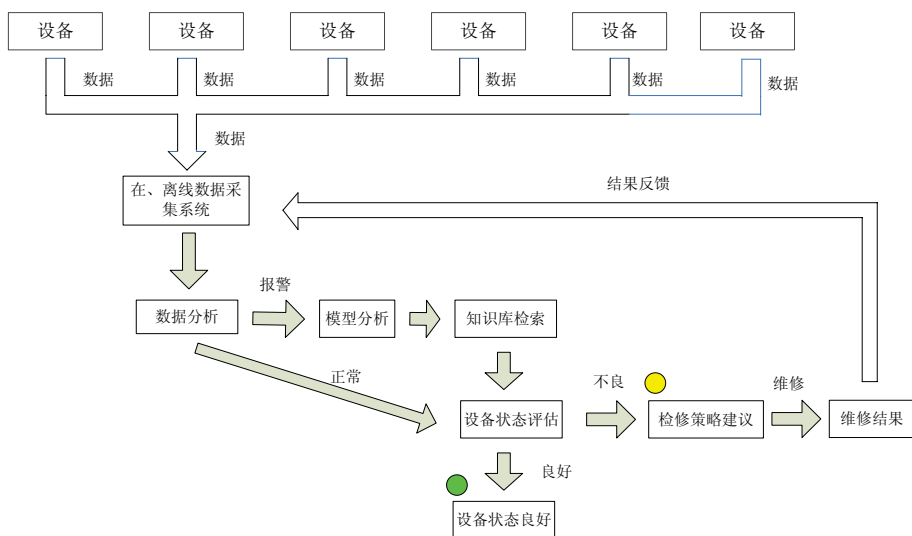 设备
设备
设备
设备
设备
设备
数据
数据
数据
数据
数据
数据
数据
在、离线数据采
集系统
结果反馈
报警
数据分析
模型分析
知识库检索
正常
不良
维修
设备状态评估
检修策略建议
维修结果
良好
设备状态良好